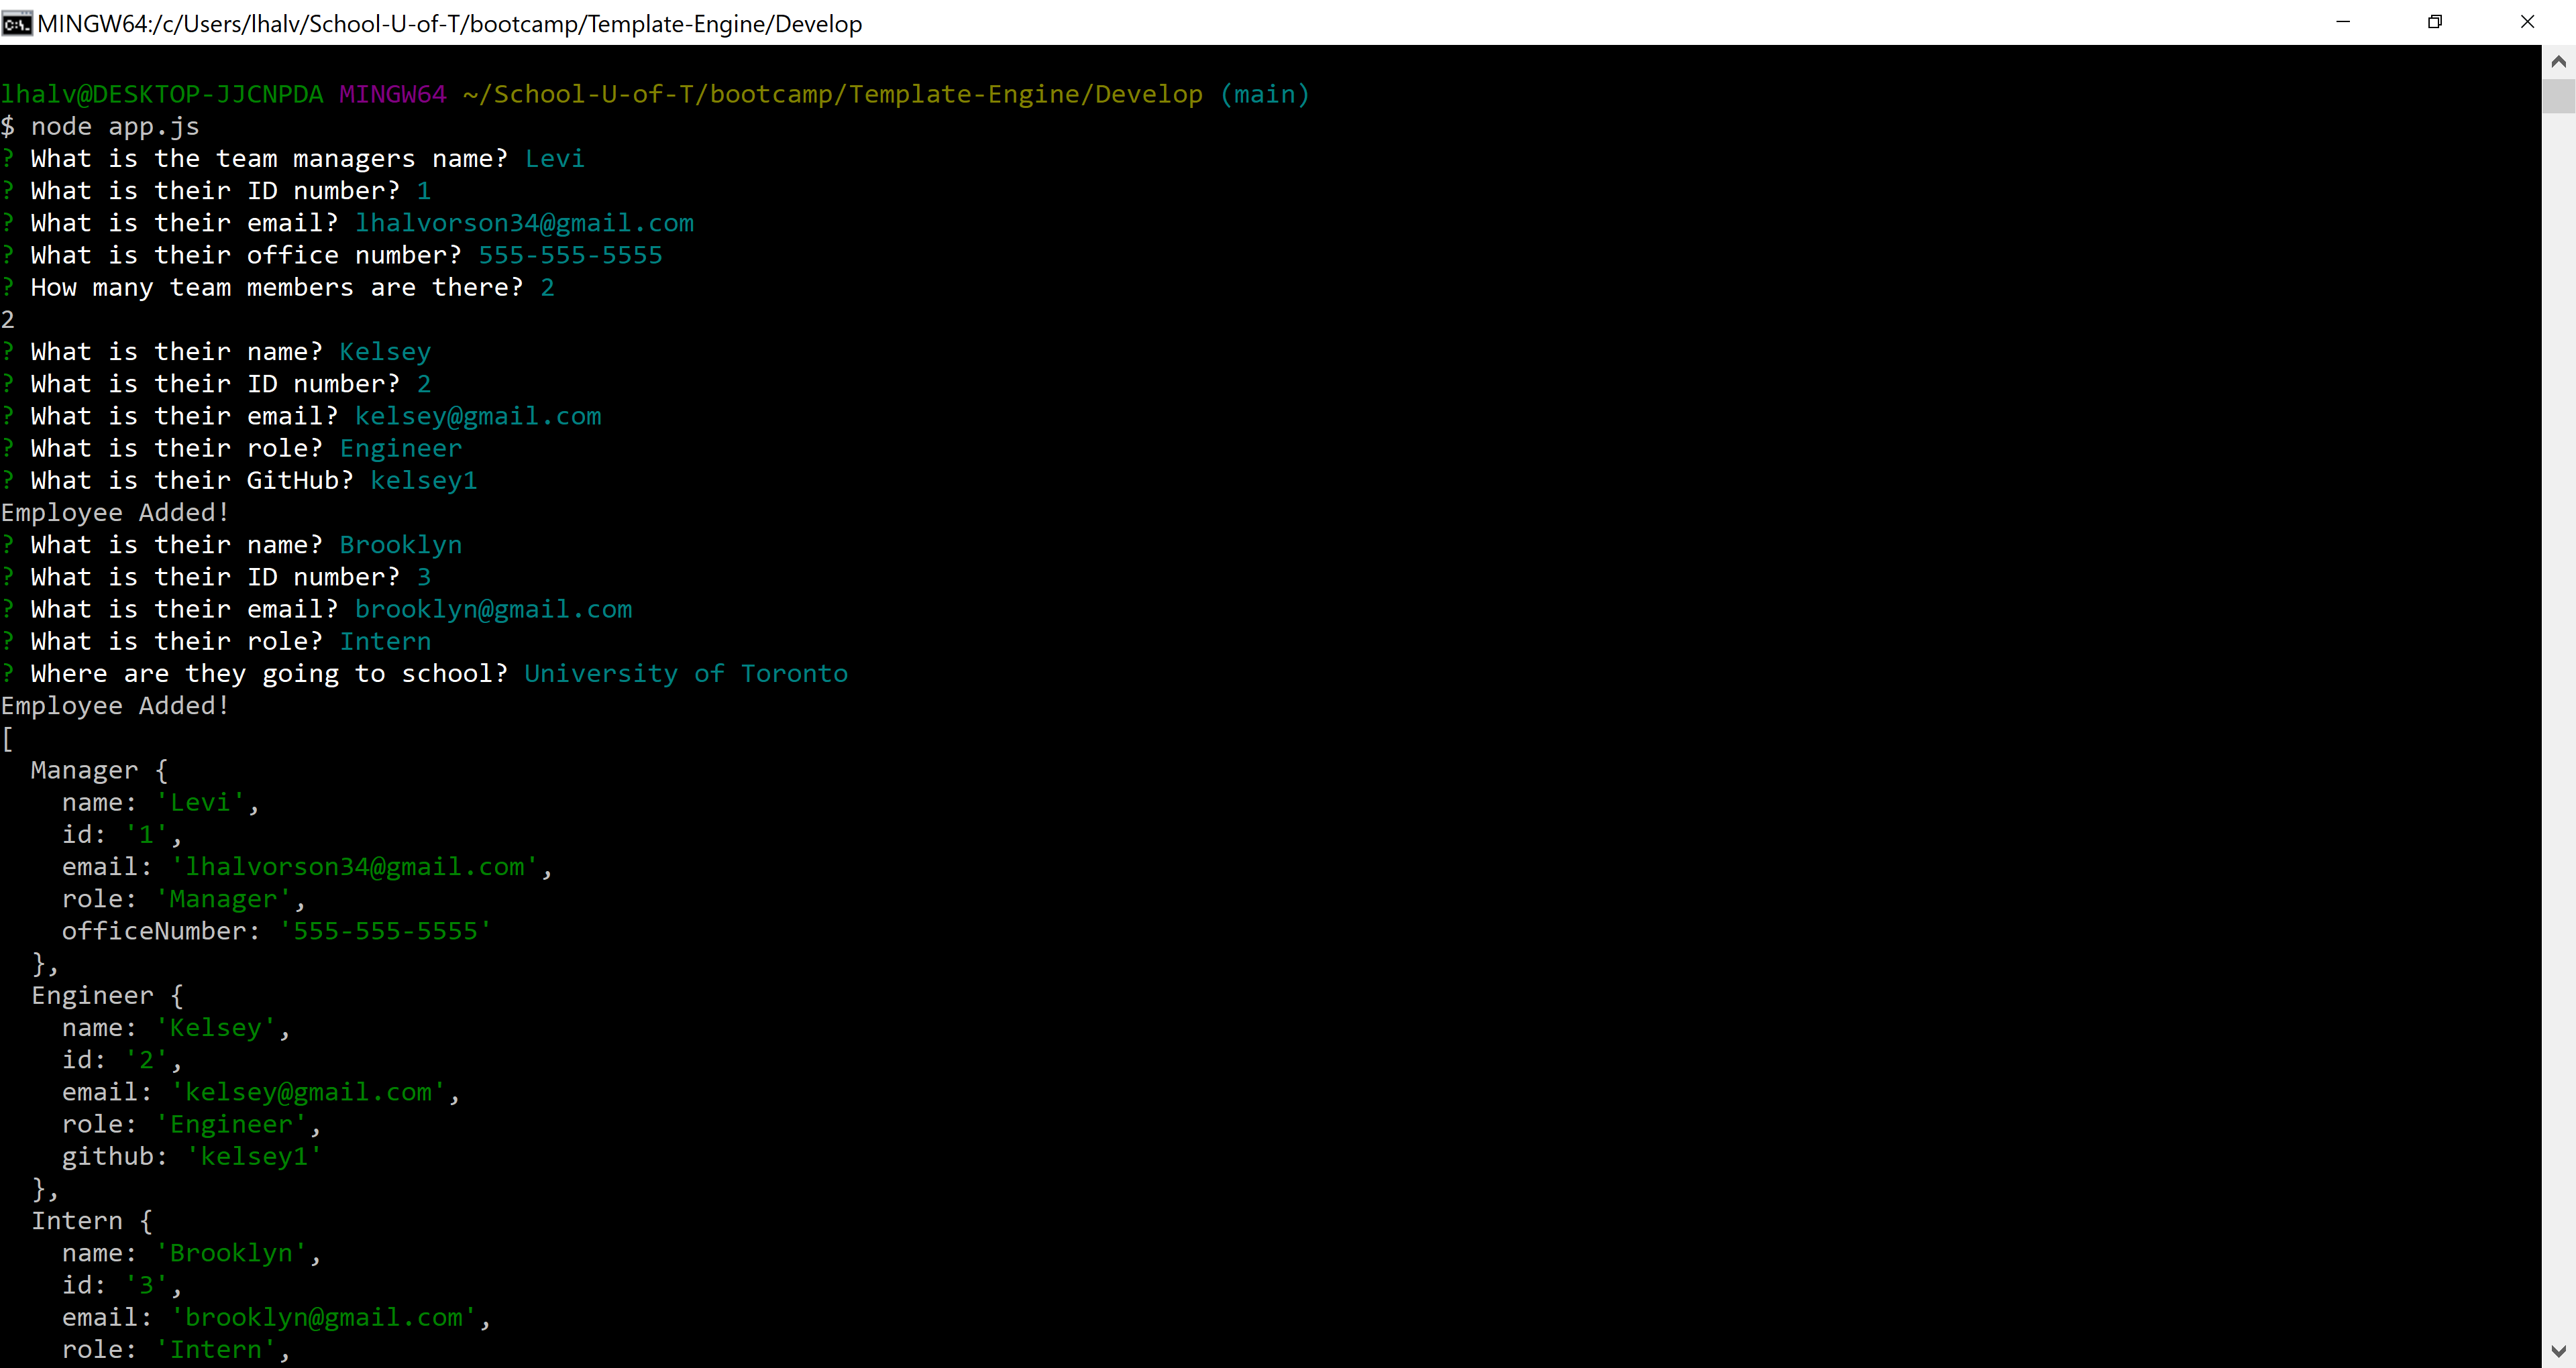 MINGW64:/c/Users/lhalv/School-U-of-T/bootcamp/Template-Engine/Develop
lhalv@DESKTOP-JJCNPDA MINGW64 ~/School-U-of-T/bootcamp/Template-Engine/Develop (main)
$ node app.js
? What is the team managers name? Levi
? What is their ID number? 1
? What is their email? lhalvorson34@gmail.com
? What is their office number? 555-555-5555
? How many team members are there? 2
2
? What is their name? Kelsey
? What is their ID number? 2
? What is their email? kelsey@gmail.com
? What is their role? Engineer
? What is their GitHub? kelsey1
Employee Added!
? What is their name? Brooklyn
? What is their ID number? 3
? What is their email? brooklyn@gmail.com
? What is their role? Intern
? Where are they going to school? University of Toronto
Employee Added!
[
  Manager {
    name: 'Levi',
    id: '1',
    email: 'lhalvorson34@gmail.com',
    role: 'Manager',
    officeNumber: '555-555-5555'
  },
  Engineer {
    name: 'Kelsey',
    id: '2',
    email: 'kelsey@gmail.com',
    role: 'Engineer',
    github: 'kelsey1'
  },
  Intern {
    name: 'Brooklyn',
    id: '3',
    email: 'brooklyn@gmail.com',
    role: 'Intern',